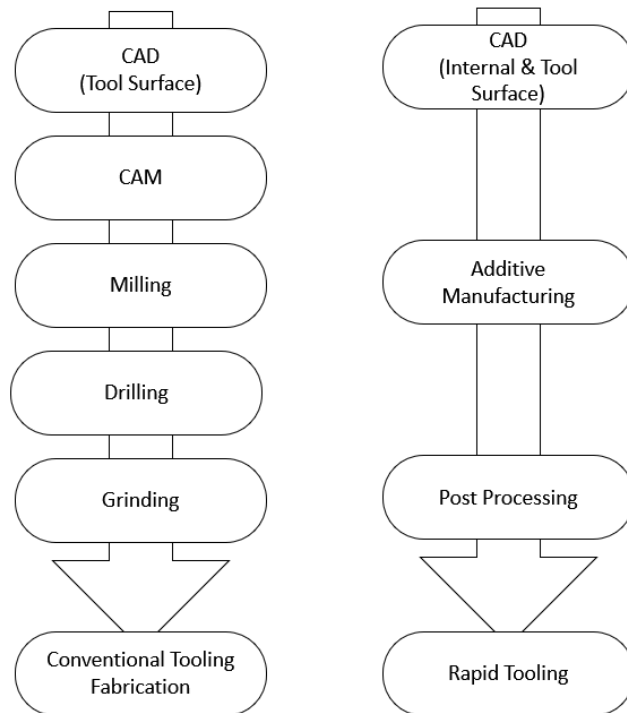 CAD
(Tool Surface)
CAM
Milling
Drilling
Grinding
Conventional Tooling
Fabrication
CAD
(Internal & Tool
Surface)
Additive
Manufacturing
Post Processing
Rapid Tooling